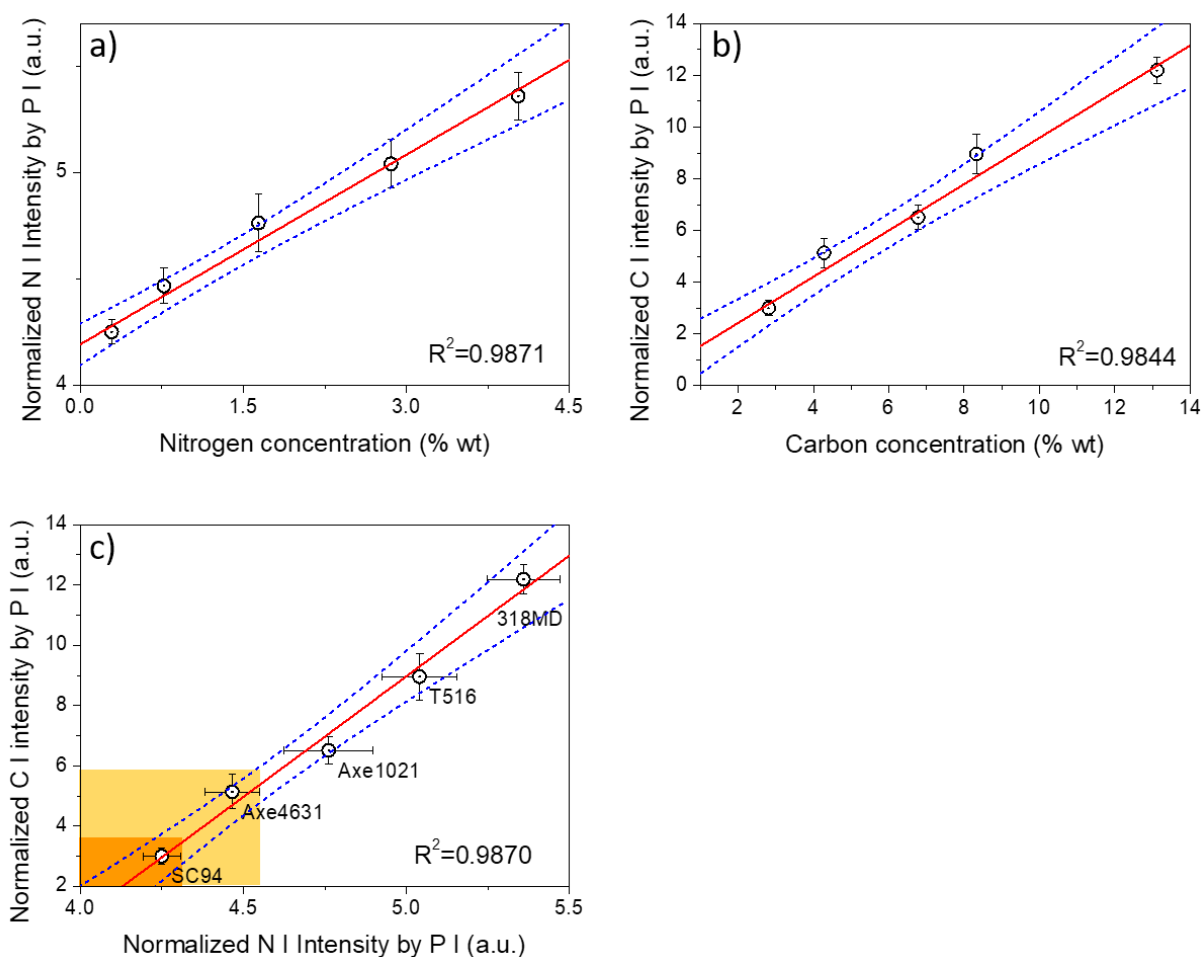 a)
Normalized N I Intensity by P I (a.u.)
5
4
R²=0.9871
0.0 1.5 3.0 4.5
Nitrogen concentration (% wt)
b)
Normalized C I intensity by P I (a.u.)
14
12
10
8
6
4
2
0
R²=0.9844
2 4 6 8 10 12 14
Carbon concentration (% wt)
c)
Normalized C I intensity by P I (a.u.)
14
12
10
8
6
4
2
318MD
T516
Axe1021
Axe4631
SC94
R²=0.9870
4.0 4.5 5.0 5.5
Normalized N I Intensity by P I (a.u.)